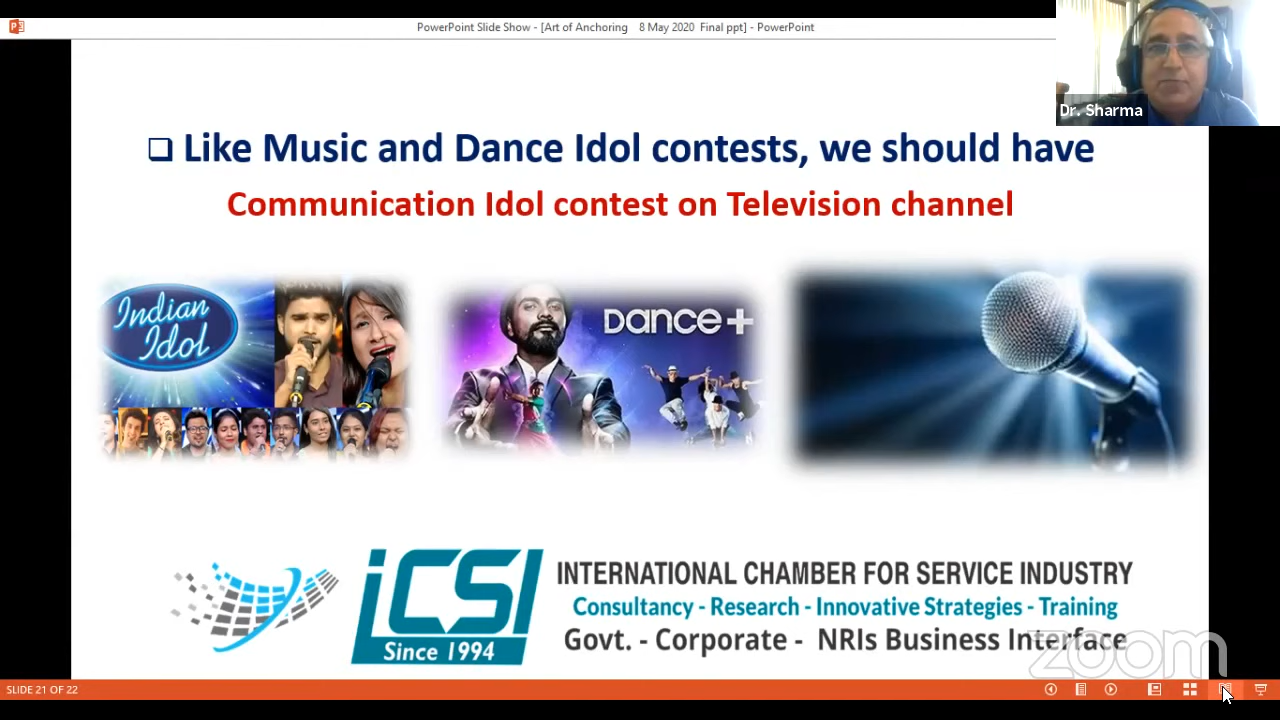 PowerPoint Slide Show - [Art of Anchoring 8 May 2020 Final ppt] - PowerPoint
Dr. Sharma
Like Music and Dance Idol contests, we should have
Communication Idol contest on Television channel
Indian
Idol
DANCE+
iCSI
Since 1994
INTERNATIONAL CHAMBER FOR SERVICE INDUSTRY
Consultancy - Research - Innovative Strategies - Training
Govt. - Corporate - NRIs Business Interface
zoom
SLIDE 21 OF 22